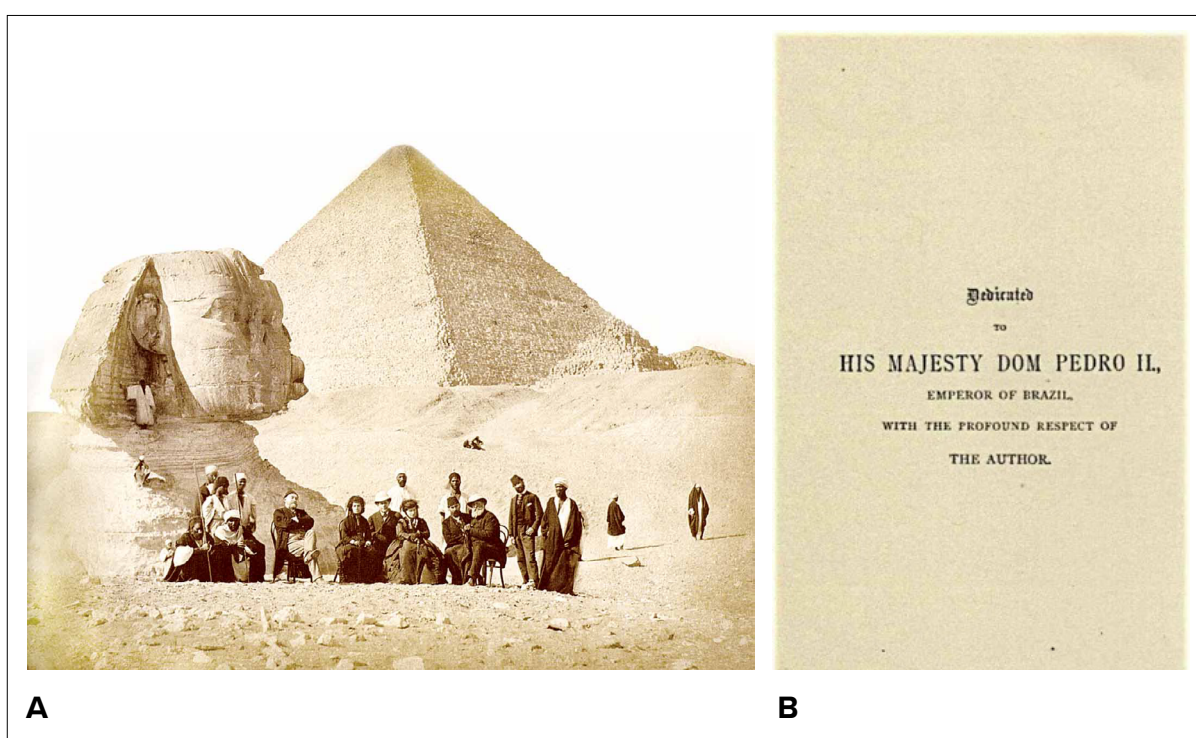 Dedicated
TO
HIS MAJESTY DOM PEDRO II.,
EMPEROR OF BRAZIL,
WITH THE PROFOUND RESPECT OF
THE AUTHOR.
A
B